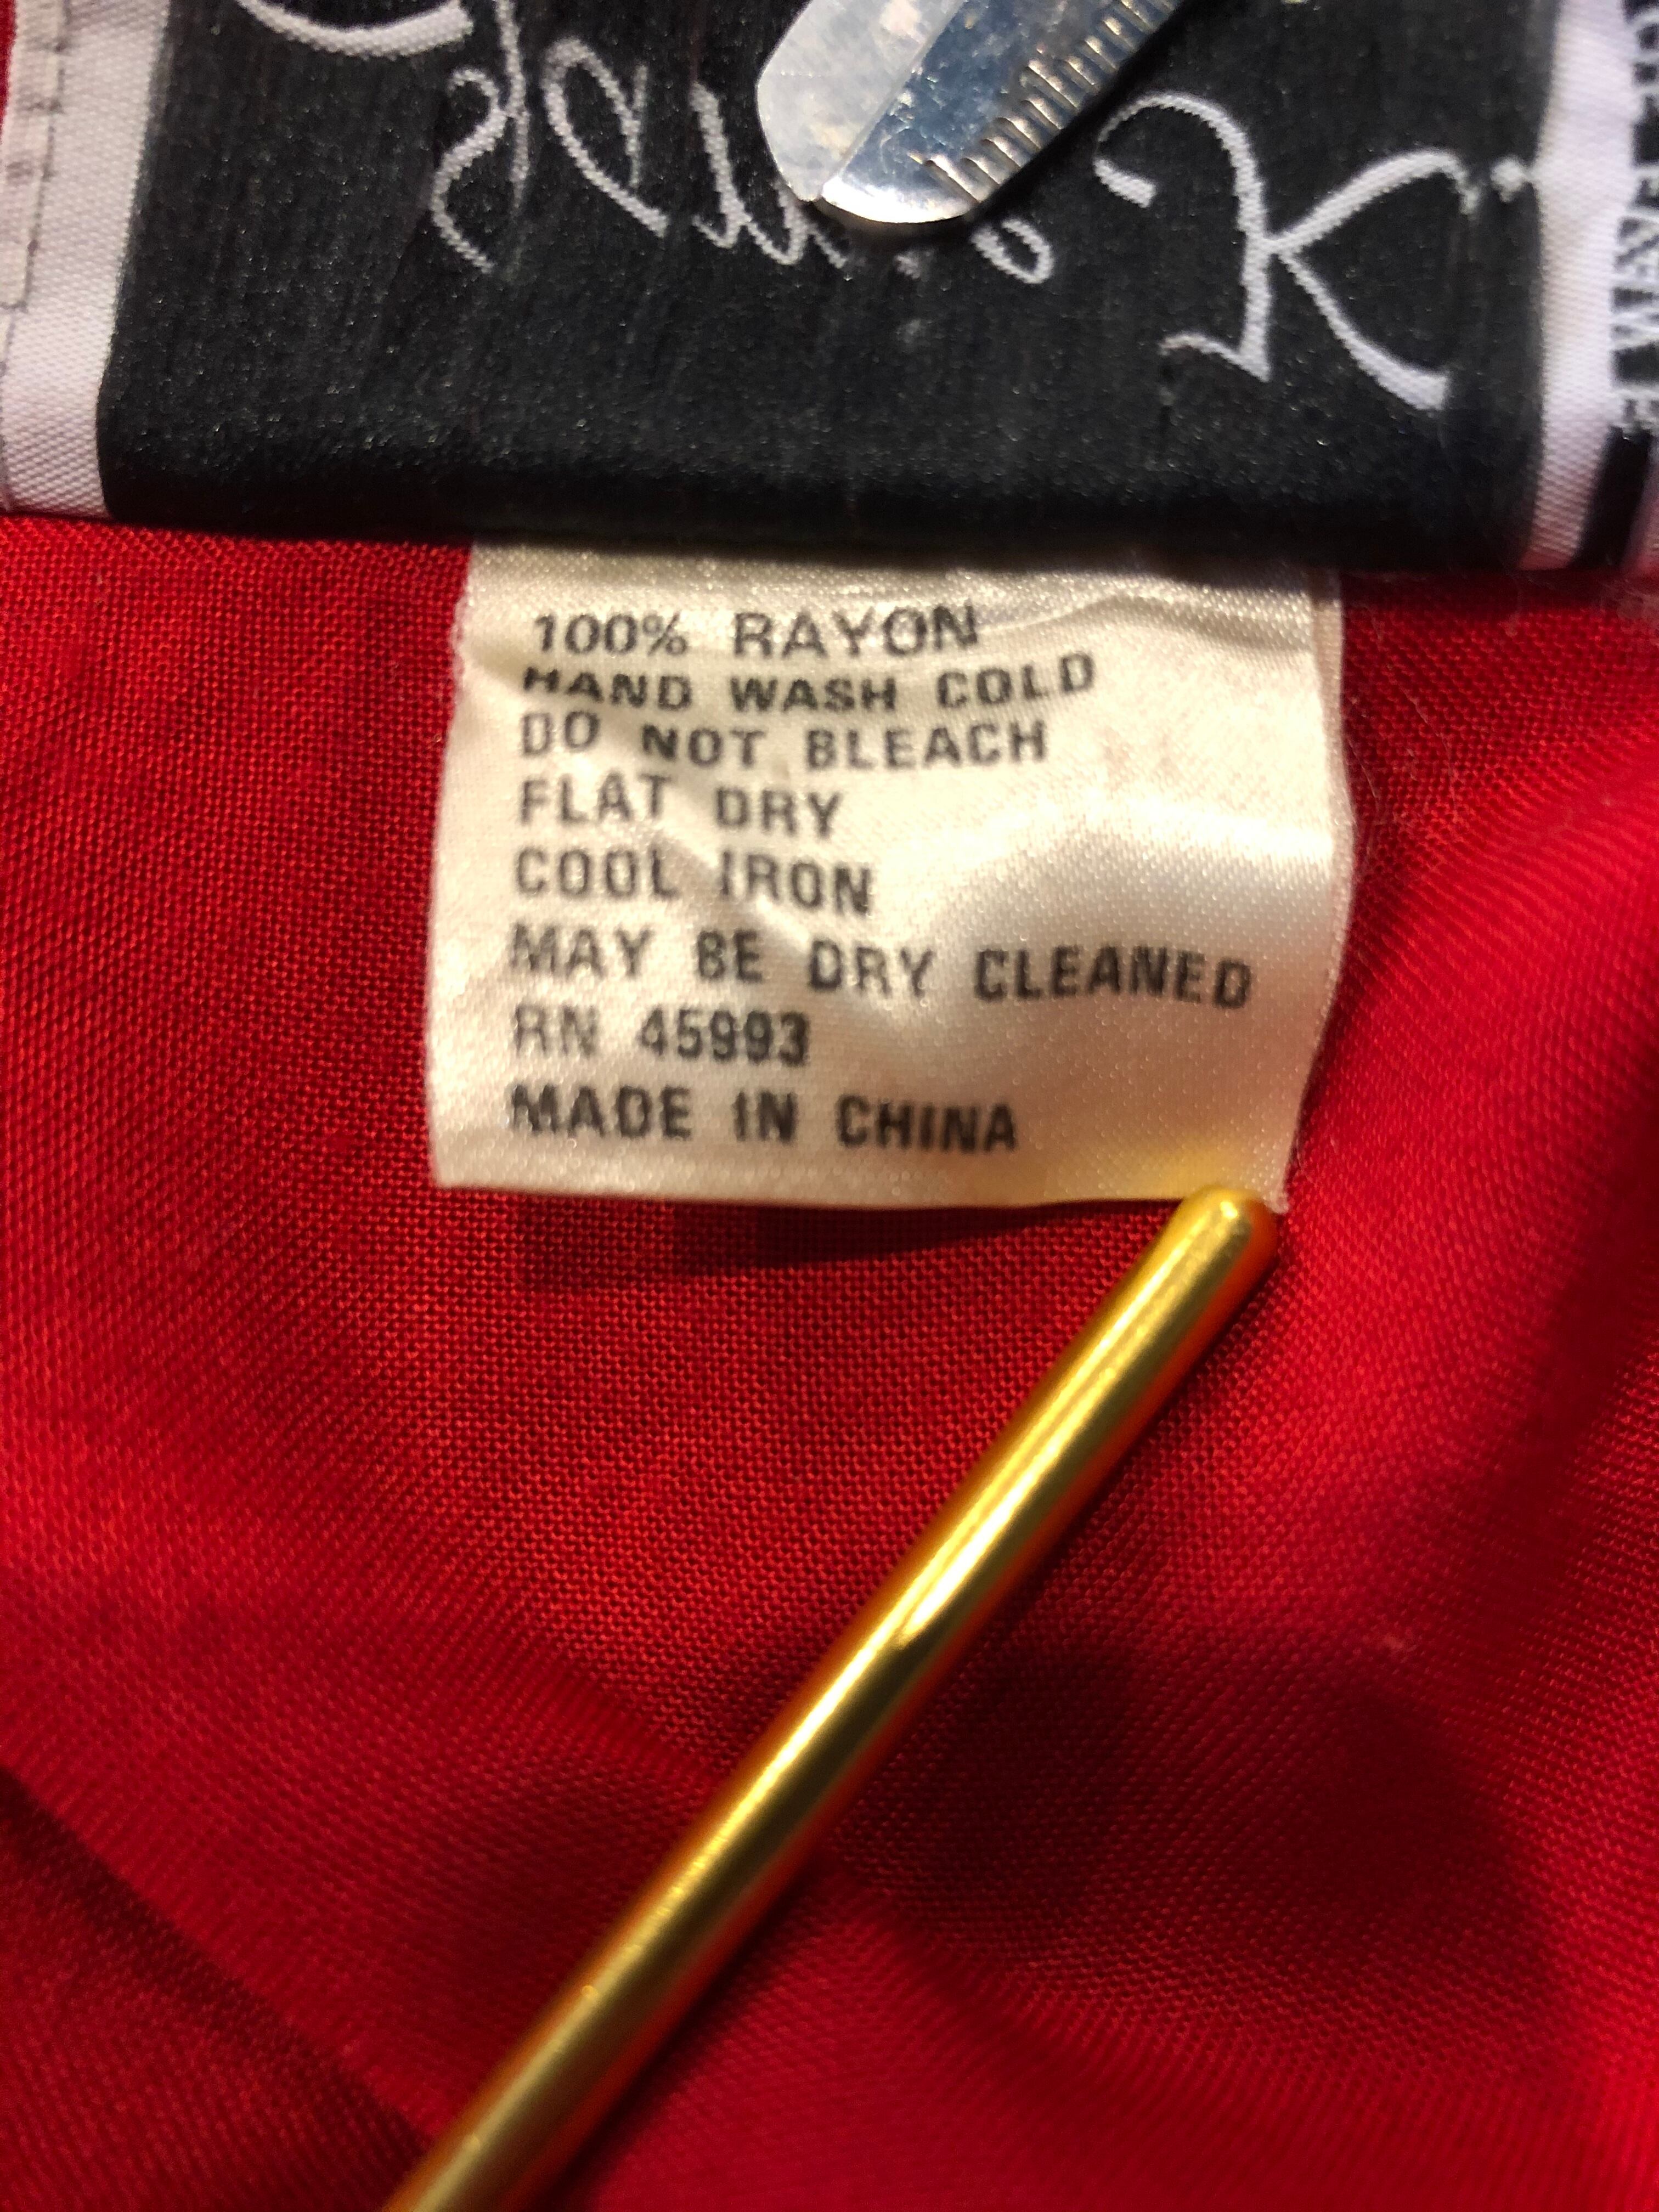 100% RAYON
HAND WASH COLD
DO NOT BLEACH
FLAT DRY
COOL IRON
MAY BE DRY CLEANED
RN 45993
MADE IN CHINA